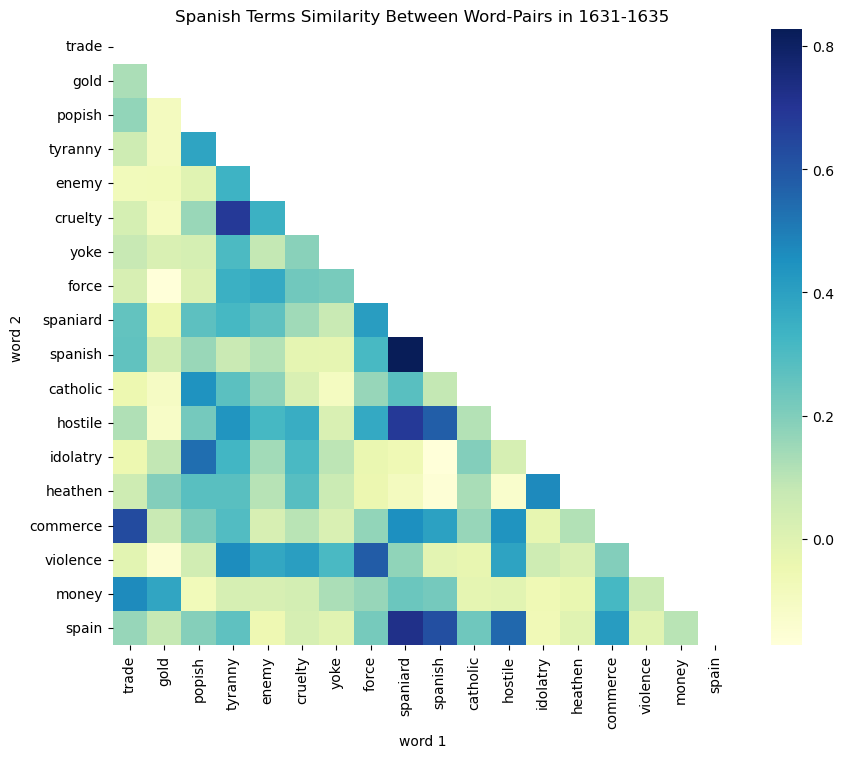 Spanish Terms Similarity Between Word-Pairs in 1631-1635
trade
gold
popish
tyranny
enemy
cruelty
yoke
force
spaniard
spanish
catholic
hostile
idolatry
heathen
commerce
violence
money
spain
word 2
trade
gold
popish
tyranny
enemy
cruelty
yoke
force
spaniard
spanish
catholic
hostile
idolatry
heathen
commerce
violence
money
spain
word 1
0.8
0.6
0.4
0.2
0.0